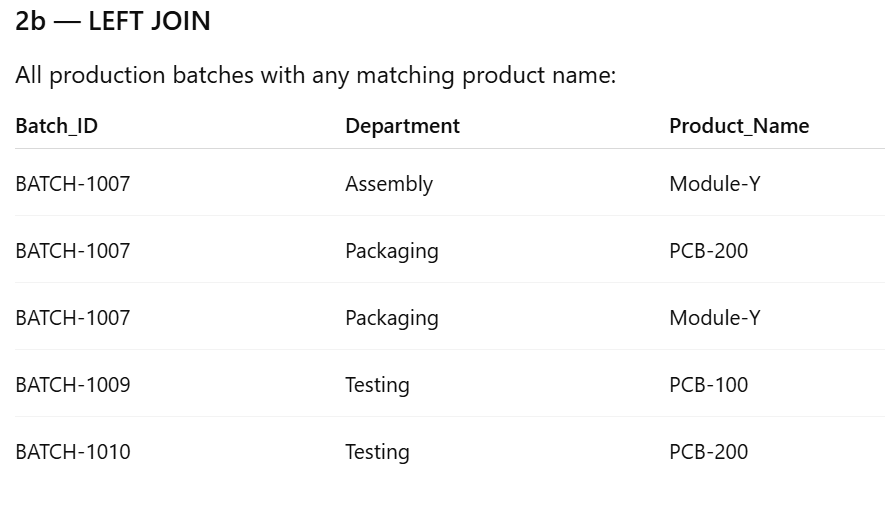 2b — LEFT JOIN
All production batches with any matching product name:
Batch_ID Department Product_Name
BATCH-1007 Assembly Module-Y
BATCH-1007 Packaging PCB-200
BATCH-1007 Packaging Module-Y
BATCH-1009 Testing PCB-100
BATCH-1010 Testing PCB-200